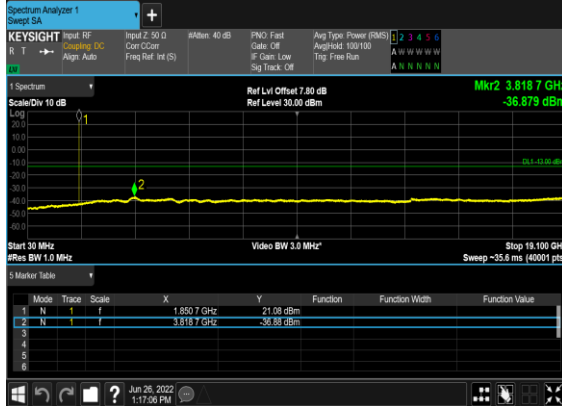 Spectrum Analyzer 1
Swept SA
+
KEYSIGHT Input: RF Input Z: 50 Ω #Atten: 40 dB PNO: Fast Avg Type: Power (RMS) 1 2 3 4 5 6
R T Coupling: DC Corr CCorr Gate: Off Avg|Hold: 100/100 A W W W W W
Align: Auto Freq Ref: Int (S) IF Gain: Low Trig: Free Run
Sig Track: Off A N N N N N
1 Spectrum Ref Lvl Offset 7.80 dB Mkr2 3.818 7 GHz
Scale/Div 10 dB Ref Level 30.00 dBm -36.879 dBm
Log
1
20.0
10.0
0.00
-10.0
DL1 -13.00 dBm
-20.0
-30.0
2
-40.0
-50.0
-60.0
Start 30 MHz Video BW 3.0 MHz* Stop 19.100 GHz
#Res BW 1.0 MHz Sweep ~35.6 ms (40001 pts)
5 Marker Table
Mode Trace Scale X Y Function Function Width Function Value
1 N 1 f 1.850 7 GHz 21.08 dBm
2 N 1 f 3.818 7 GHz -36.88 dBm
3
4
5
6
? Jun 26, 2022
1:17:06 PM